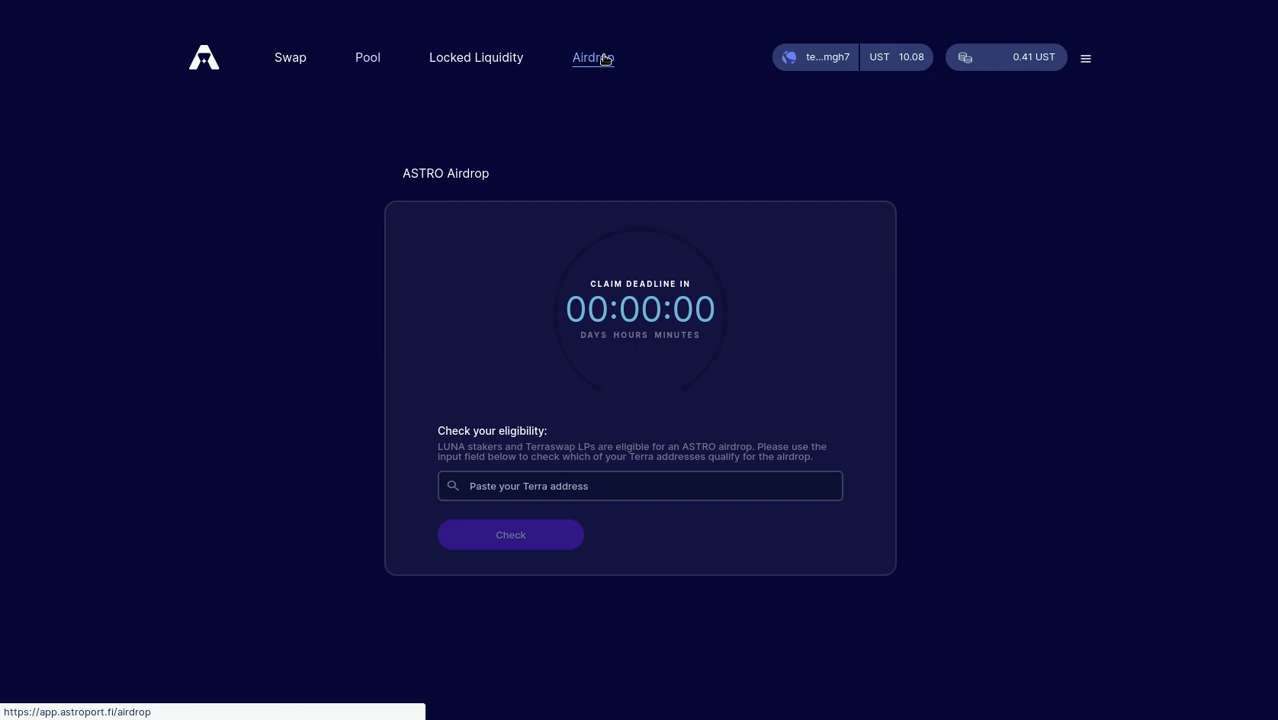 Swap
Pool
Locked Liquidity
Airdrop
te...mgh7
UST 10.08
0.41 UST
ASTRO Airdrop
CLAIM DEADLINE IN
00:00:00
DAYS HOURS MINUTES
Check your eligibility:
LUNA stakers and Terraswap LPs are eligible for an ASTRO airdrop. Please use the
input field below to check which of your Terra addresses qualify for the airdrop.
Paste your Terra address
Check
https://app.astroport.fi/airdrop